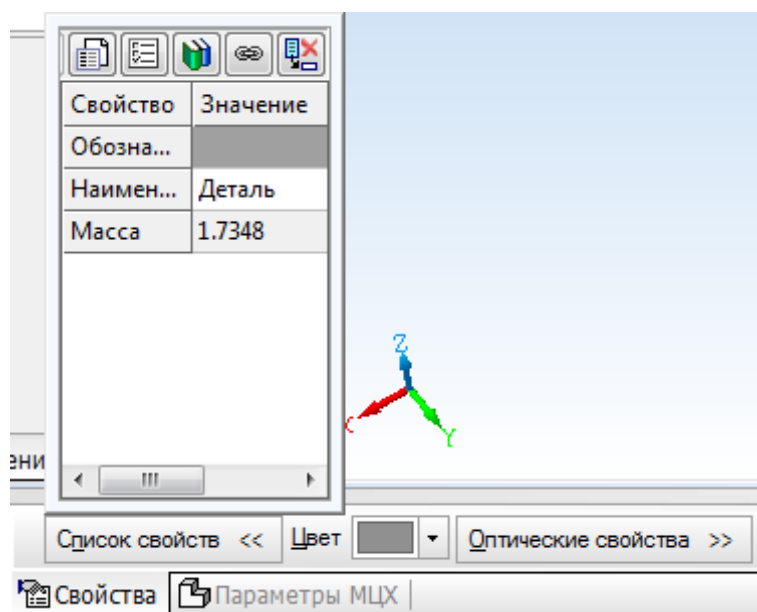 Свойство Значение
Обозна...
Наимен... Деталь
Масса 1.7348
Z
Y
ени
Список свойств << Цвет Оптические свойства >>
Свойства Параметры МЦХ